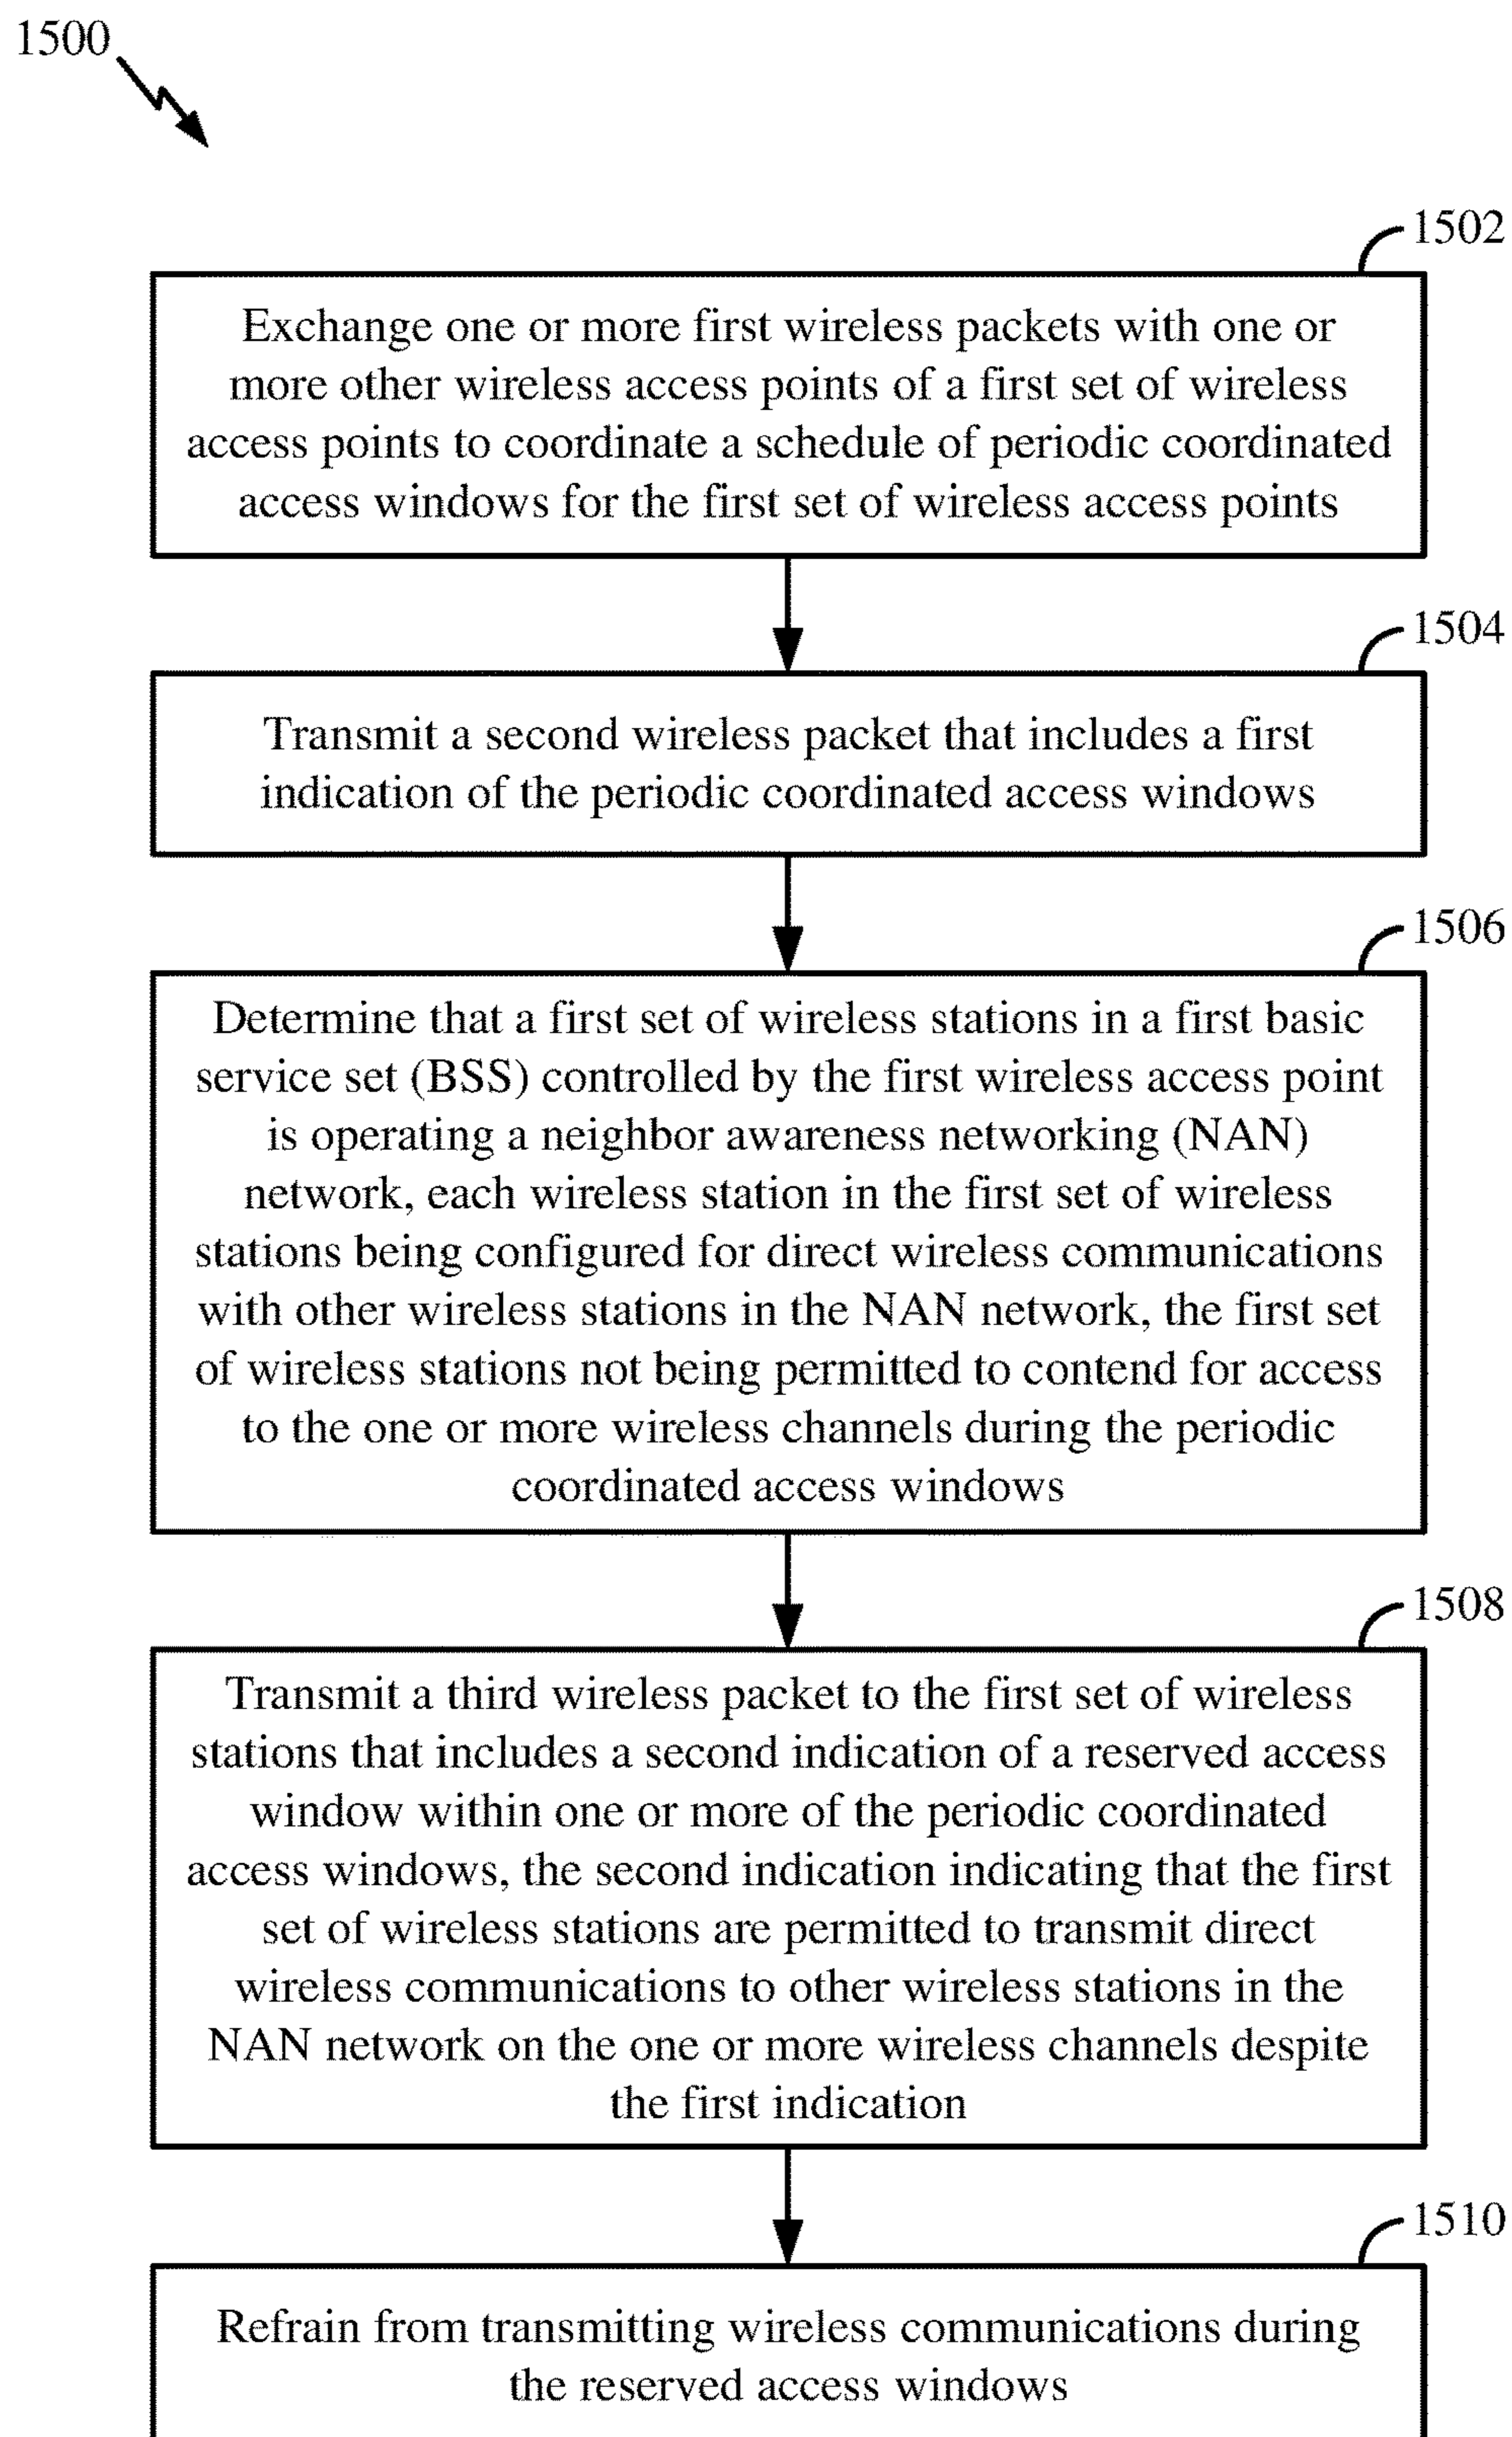 1500
1502
Exchange one or more first wireless packets with one or
more other wireless access points of a first set of wireless
access points to coordinate a schedule of periodic coordinated
access windows for the first set of wireless access points
1504
Transmit a second wireless packet that includes a first
indication of the periodic coordinated access windows
1506
Determine that a first set of wireless stations in a first basic
service set (BSS) controlled by the first wireless access point
is operating a neighbor awareness networking (NAN)
network, each wireless station in the first set of wireless
stations being configured for direct wireless communications
with other wireless stations in the NAN network, the first set
of wireless stations not being permitted to contend for access
to the one or more wireless channels during the periodic
coordinated access windows
1508
Transmit a third wireless packet to the first set of wireless
stations that includes a second indication of a reserved access
window within one or more of the periodic coordinated
access windows, the second indication indicating that the first
set of wireless stations are permitted to transmit direct
wireless communications to other wireless stations in the
NAN network on the one or more wireless channels despite
the first indication
1510
Refrain from transmitting wireless communications during
the reserved access windows